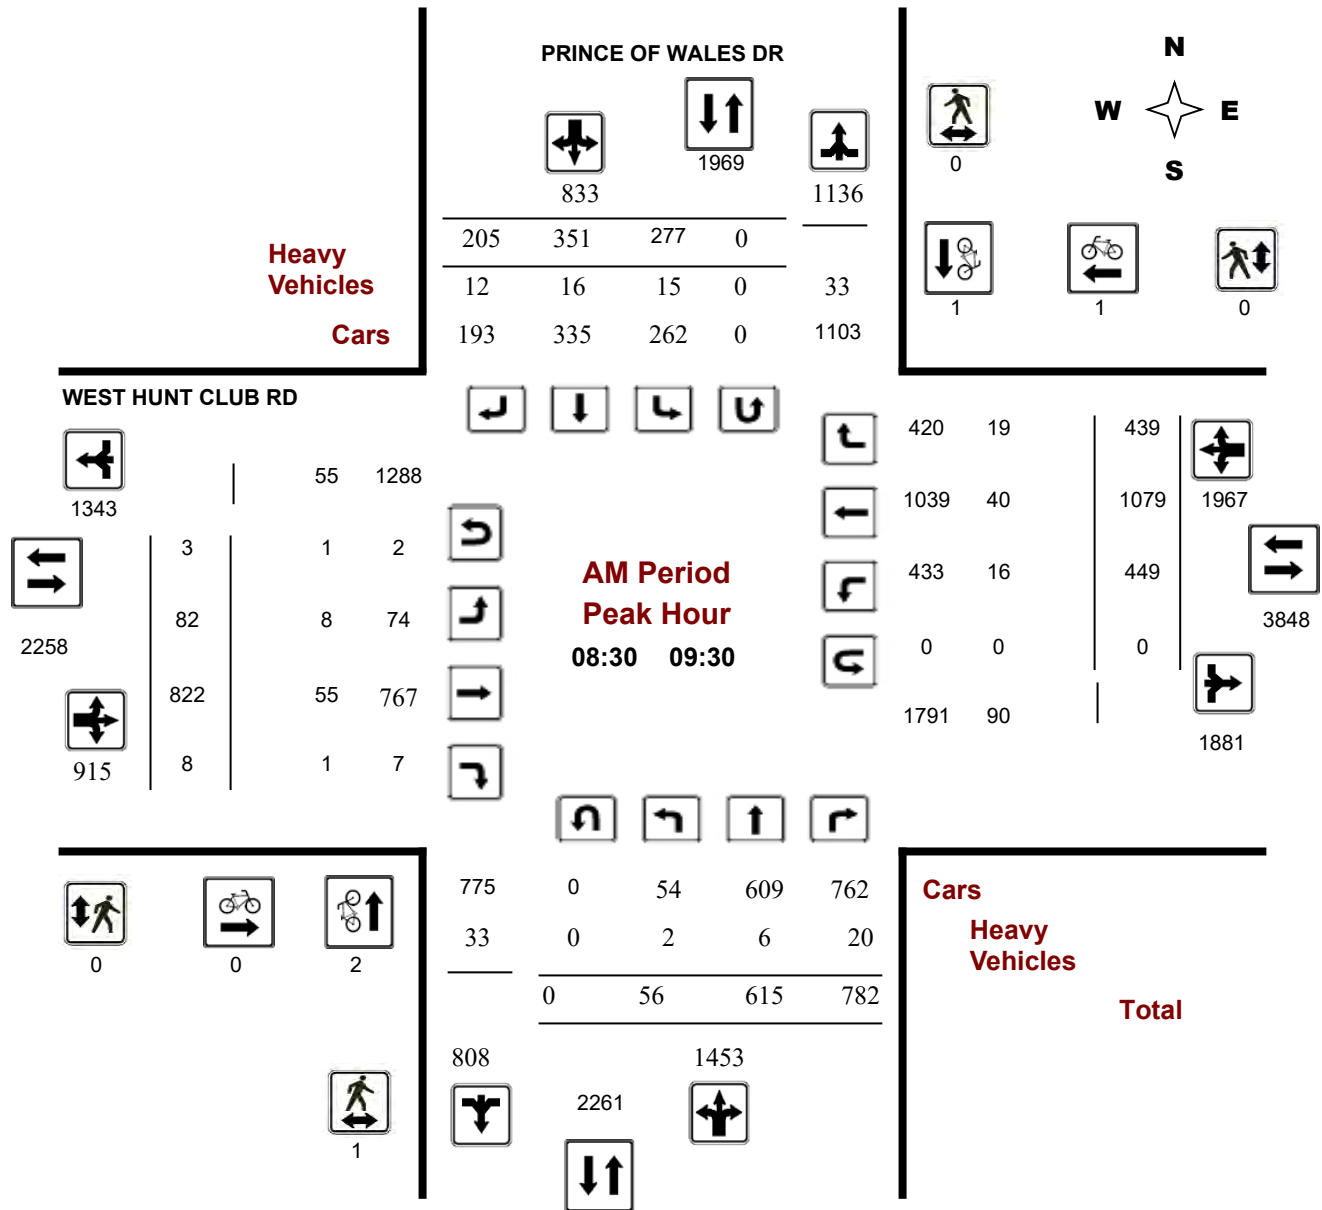 PRINCE OF WALES DR
N
W E
S
1969
833 1136
0
205 351 277 0
Heavy
Vehicles
12 16 15 0 33
Cars
193 335 262 0 1103
1 1 0
WEST HUNT CLUB RD
420 19 439
55 1288
1343
1039 40 1079 1967
3 1 2
AM Period
433 16 449
Peak Hour
82 8 74
3848
2258
08:30 09:30
0 0 0
822 55 767
1791 90
1881
915 8 1 7
775 0 54 609 762
Cars
33 0 2 6 20
Heavy
Vehicles
0 0 2
0 56 615 782
Total
808 1453
2261
1